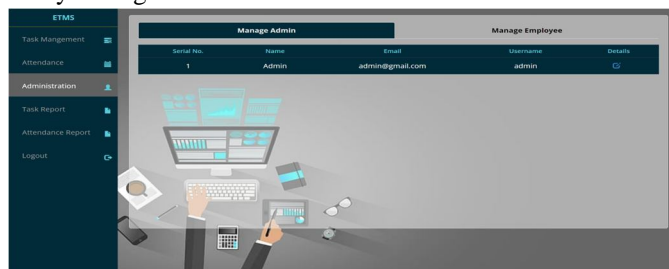 ETMS
Task Mangement
Attendance
Administration
Task Report
Attendance Report
Logout
Manage Admin Manage Employee
Serial No. Name Email Username Details
1 Admin admin@gmail.com admin